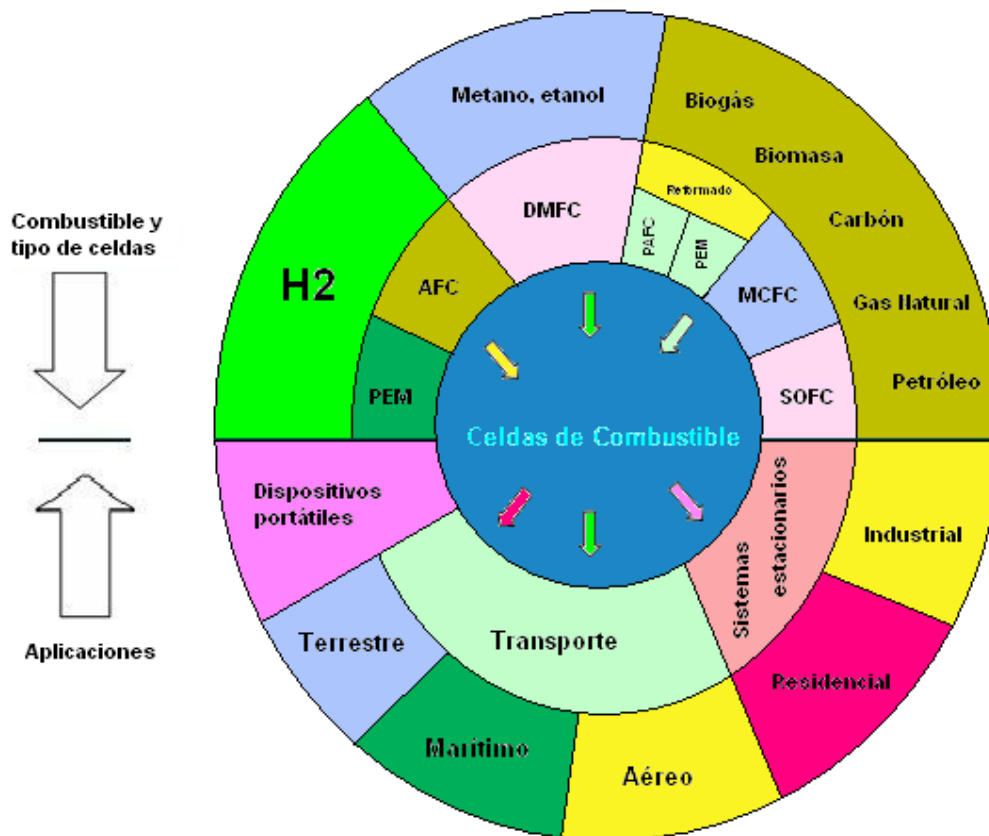 Combustible y
tipo de celdas
Aplicaciones
Metano, etanol
Biogás
Biomasa
Carbón
Gas Natural
Petróleo
H2
DMFC
Reformado
PAFC
PEM
AFC
MCFC
PEM
SOFC
Celdas de Combustible
Dispositivos
portátiles
Sistemas
estacionarios
Industrial
Terrestre
Transporte
Residencial
Marítimo
Aéreo